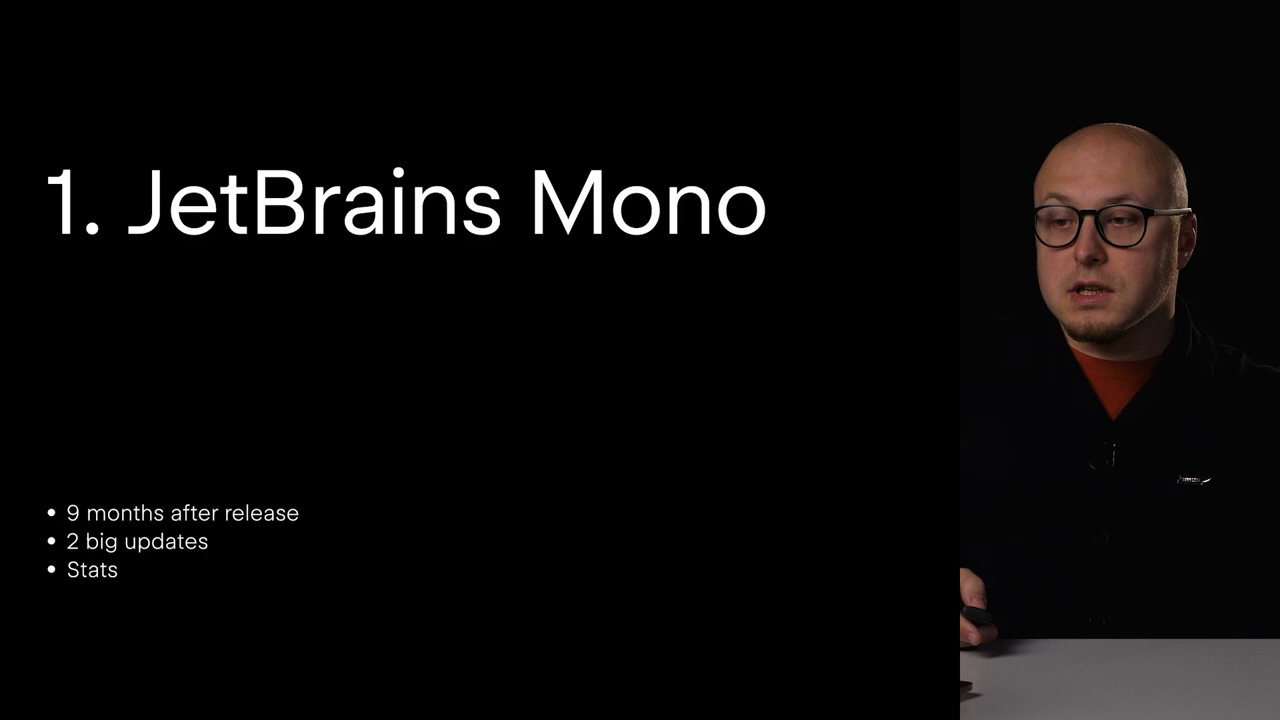 1. JetBrains Mono
• 9 months after release
• 2 big updates
• Stats